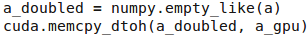 a_doubled = numpy.empty_like(a)
cuda.memcpy_dtoh(a_doubled, a_gpu)